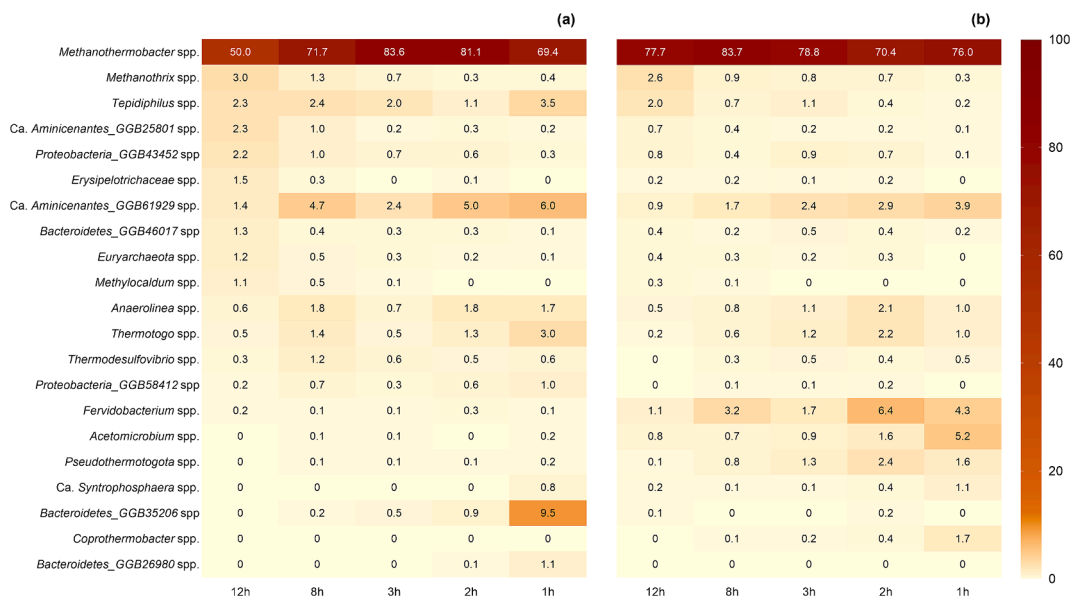 (a) (b)
Methanothermobacter spp. 50.0 71.7 83.6 81.1 69.4 77.7 83.7 78.8 70.4 76.0
Methanothrix spp. 3.0 1.3 0.7 0.3 0.4 2.6 0.9 0.8 0.7 0.3
Tepidiphilus spp. 2.3 2.4 2.0 1.1 3.5 2.0 0.7 1.1 0.4 0.2
Ca. Aminicenantes_GGB25801 spp. 2.3 1.0 0.2 0.3 0.2 0.7 0.4 0.2 0.2 0.1
Proteobacteria_GGB43452 spp 2.2 1.0 0.7 0.6 0.3 0.8 0.4 0.9 0.7 0.1
Erysipelotrichaceae spp. 1.5 0.3 0 0.1 0 0.2 0.2 0.1 0.2 0
Ca. Aminicenantes_GGB61929 spp. 1.4 4.7 2.4 5.0 6.0 0.9 1.7 2.4 2.9 3.9
Bacteroidetes_GGB46017 spp 1.3 0.4 0.3 0.3 0.1 0.4 0.2 0.5 0.4 0.2
Euryarchaeota spp. 1.2 0.5 0.3 0.2 0.1 0.4 0.3 0.2 0.3 0
Methylocaldum spp. 1.1 0.5 0.1 0 0 0.3 0.1 0 0 0
Anaerolinea spp. 0.6 1.8 0.7 1.8 1.7 0.5 0.8 1.1 2.1 1.0
Thermotogo spp. 0.5 1.4 0.5 1.3 3.0 0.2 0.6 1.2 2.2 1.0
Thermodesulfovibrio spp. 0.3 1.2 0.6 0.5 0.6 0 0.3 0.5 0.4 0.5
Proteobacteria_GGB58412 spp 0.2 0.7 0.3 0.6 1.0 0 0.1 0.1 0.2 0
Fervidobacterium spp. 0.2 0.1 0.1 0.3 0.1 1.1 3.2 1.7 6.4 4.3
Acetomicrobium spp. 0 0.1 0.1 0 0.2 0.8 0.7 0.9 1.6 5.2
Pseudothermotogota spp. 0 0.1 0.1 0.1 0.2 0.1 0.8 1.3 2.4 1.6
Ca. Syntrophosphaera spp. 0 0 0 0 0.8 0.2 0.1 0.1 0.4 1.1
Bacteroidetes_GGB35206 spp 0 0.2 0.5 0.9 9.5 0.1 0 0 0.2 0
Coprothermobacter spp. 0 0 0 0 0 0 0.1 0.2 0.4 1.7
Bacteroidetes_GGB26980 spp. 0 0 0 0.1 1.1 0 0 0 0 0
12h 8h 3h 2h 1h 12h 8h 3h 2h 1h
100
80
60
40
20
0